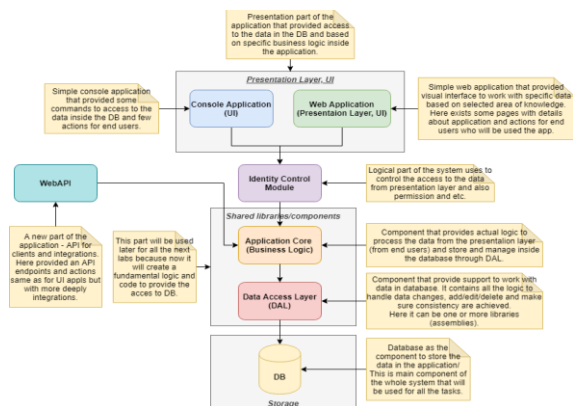 Presentation part of the
application that provided access
to the data in the DB and based
on specific business logic inside
the application.
Presentation Layer, UI
Simple console application
that provided some
commands to access to the
data inside the DB and few
actions for end users.
Console Application
(UI)
Web Application
(Presentaion Layer, UI)
Simple web application that provided
visual interface to work with specific data
based on selected area of knowledge.
Here exists some pages with details
about application and actions for end
users who will be used the app.
WebAPI
Identity Control
Module
Logical part of the system uses to
control the access to the data
from presentation layer and also
permission and etc.
Shared libraries/components
A new part of the
application - API for
clients and integrations.
Here provided an API
endpoints and actions
same as for UI appls but
with more deeply
integrations.
This part will be used
later for all the next
labs because now it
will create a
fundamental logic and
code to provide the
acces to DB.
Application Core
(Business Logic)
Component that provides actual logic to
process the data from the presentation layer
(from end users) and store and manage inside
the database through DAL.
Data Access Layer
(DAL)
Component that provide support to work with
data in database. it contains all the logic to
handle data changes, add/edit/delete and make
sure consistency are achieved.
Here it can be one or more libraries
(assemblies).
DB
Database as the
component to store the
data in the application/
This is main component of
the whole system that will
be used for all the tasks.
Storage